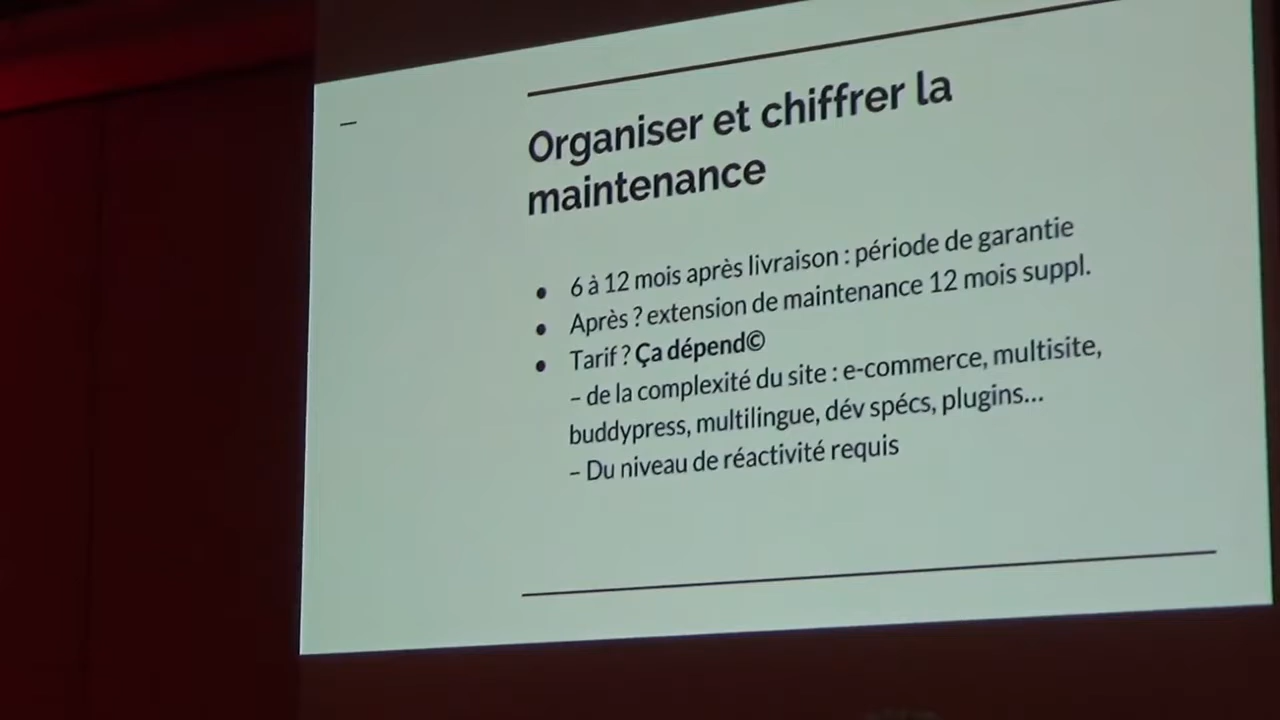 Organiser et chiffrer la
maintenance
● 6 à 12 mois après livraison : période de garantie
● Après ? extension de maintenance 12 mois suppl.
● Tarif ? Ça dépend©
– de la complexité du site : e-commerce, multisite,
buddypress, multilingue, dév spécs, plugins...
– Du niveau de réactivité requis